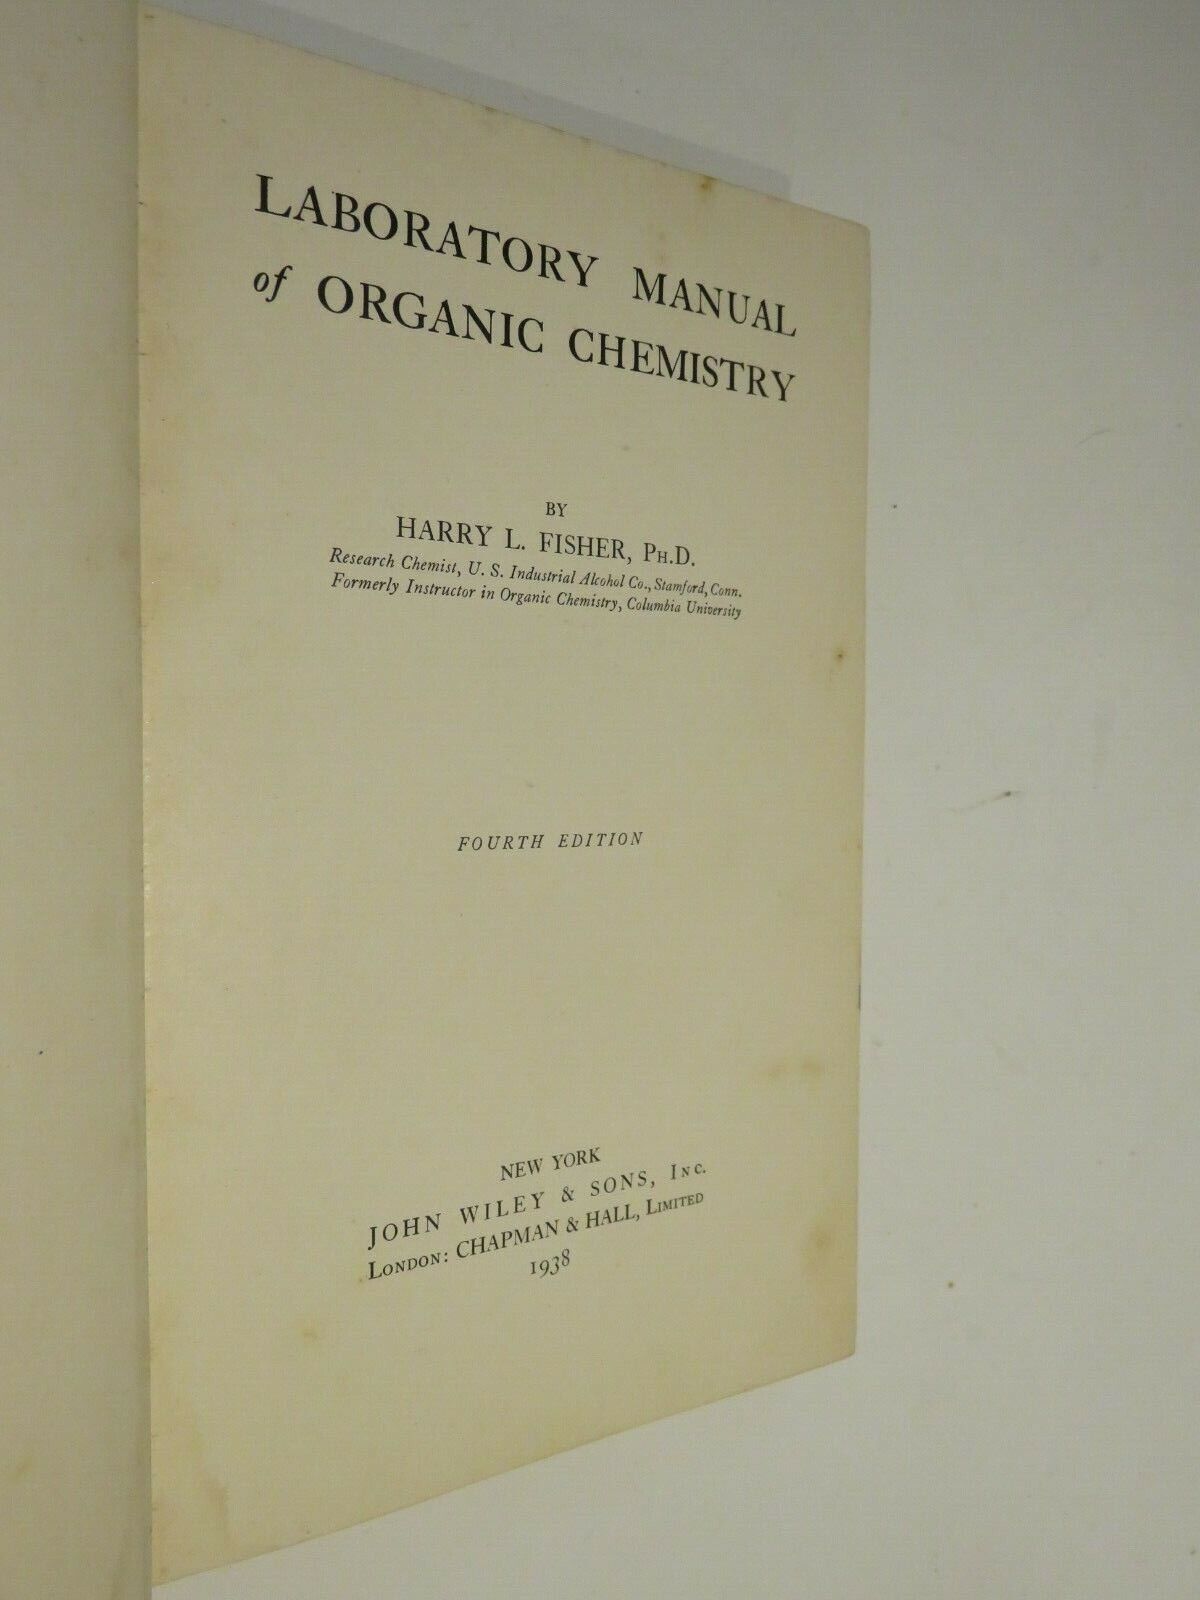 LABORATORY MANUAL
of ORGANIC CHEMISTRY
BY
HARRY L. FISHER, PH.D.
Research Chemist, U. S. Industrial Alcohol Co., Stamford, Conn.
Formerly Instructor in Organic Chemistry, Columbia University
FOURTH EDITION
NEW YORK
JOHN WILEY & SONS, INC.
LONDON: CHAPMAN & HALL, LIMITED
1938